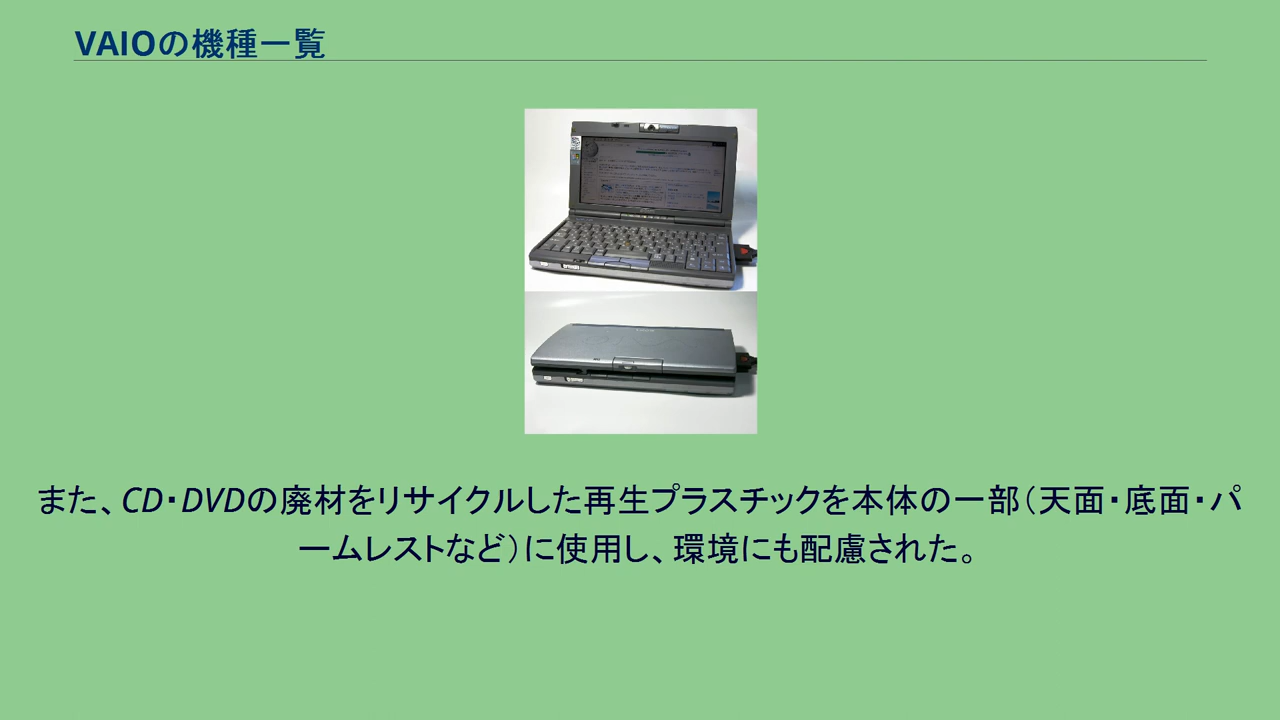 VAIOの機種一覧
また、CD・DVDの廃材をリサイクルした再生プラスチックを本体の一部（天面・底面・パ
ームレストなど）に使用し、環境にも配慮された。